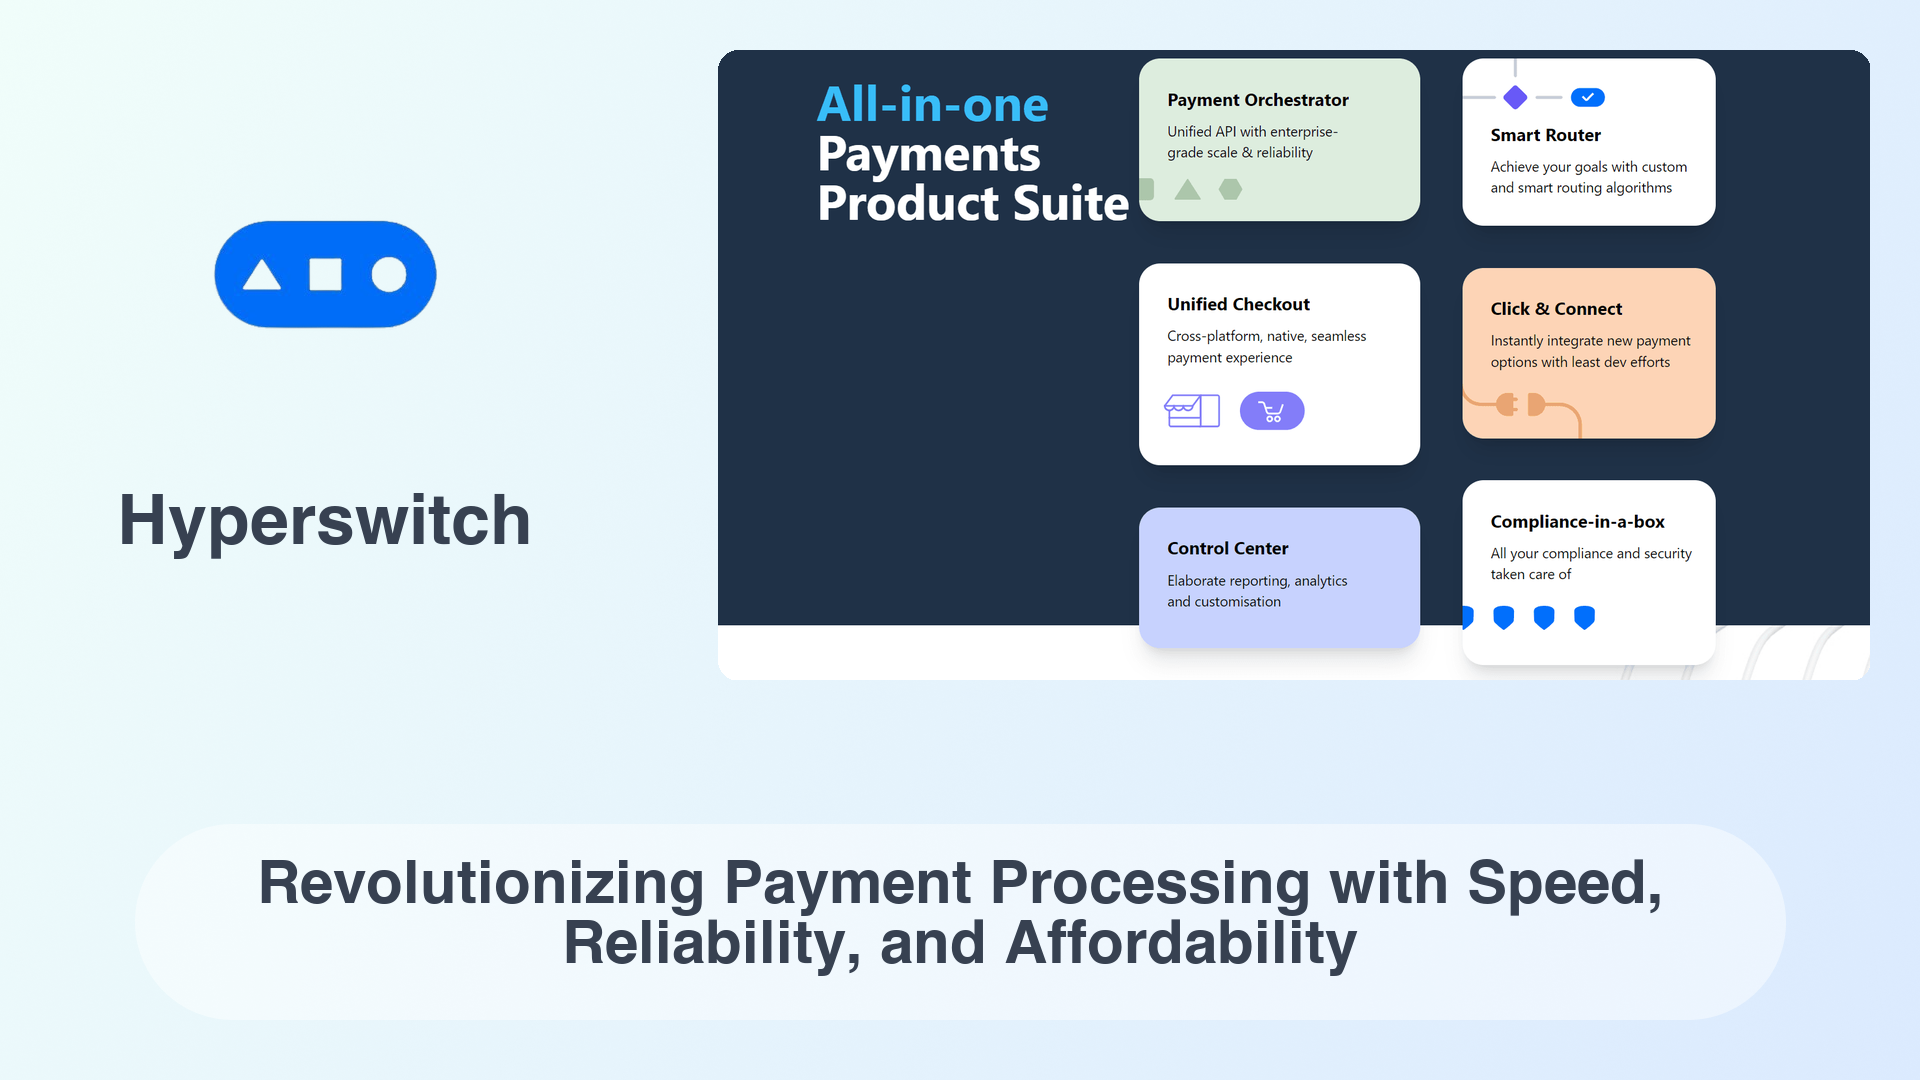 Hyperswitch
All-in-one
Payments
Product Suite
Payment Orchestrator
Unified API with enterprise-
grade scale & reliability
Smart Router
Achieve your goals with custom
and smart routing algorithms
Unified Checkout
Cross-platform, native, seamless
payment experience
Click & Connect
Instantly integrate new payment
options with least dev efforts
Control Center
Elaborate reporting, analytics
and customisation
Compliance-in-a-box
All your compliance and security
taken care of
Revolutionizing Payment Processing with Speed,
Reliability, and Affordability